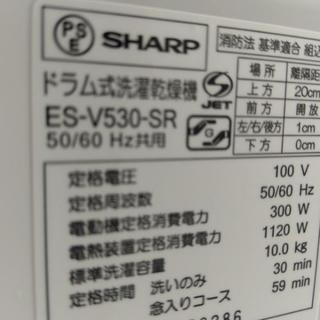 PSE SHARP
ドラム式洗濯乾燥機
ES-V530-SR
50/60 Hz共用
JET
消防法 基準適合 組込
場所 離隔距
上方 20cm
前方 開放
左/右/後方 1cm
下方 0cm
定格電圧 100 V
定格周波数 50/60 Hz
電動機定格消費電力 300 W
電熱装置定格消費電力 1120 W
標準洗濯容量 10.0 kg
定格時間 洗いのみ 30 min
念入りコース 59 min